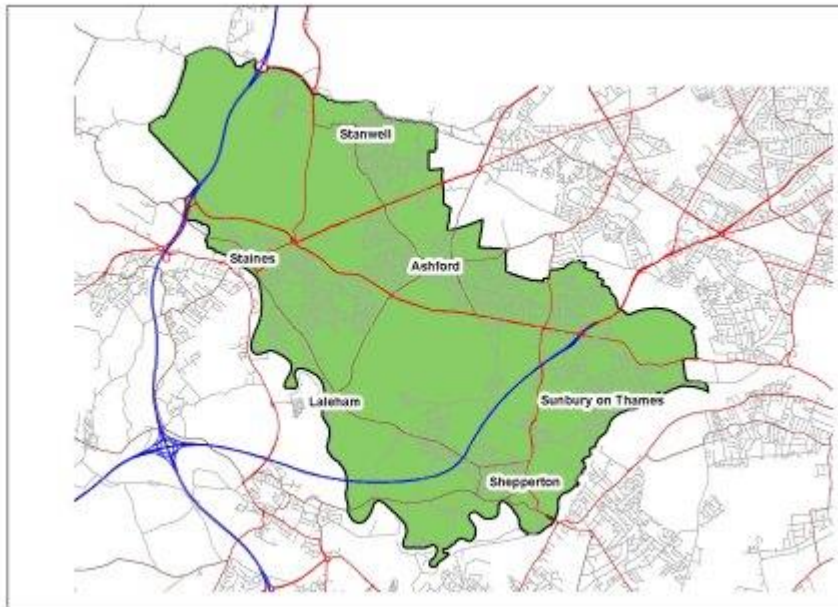 Stanwell
Staines
Ashford
Laleham
Sunbury on Thames
Shepperton